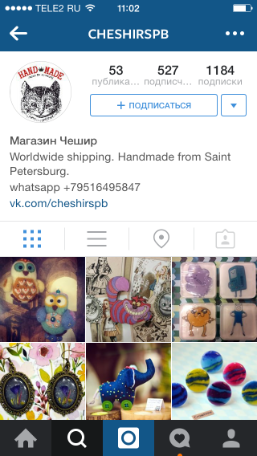 TELE2 RU 11:02
CHESHIRSPB
HAND MADE
53 527 1184
публика... подписч... подписки
+ ПОДПИСАТЬСЯ
Магазин Чешир
Worldwide shipping. Handmade from Saint
Petersburg.
whatsapp +79516495847
vk.com/cheshirspb